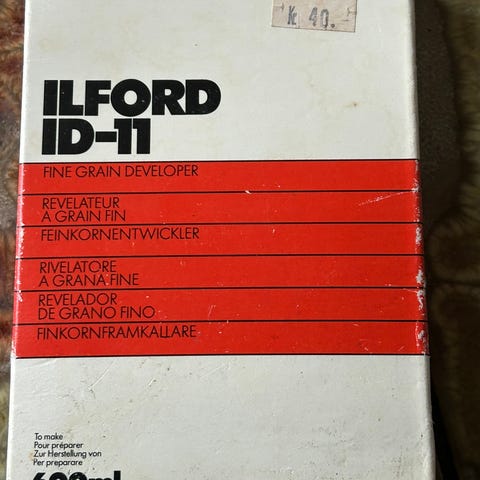 k 40.
ILFORD
ID-11
FINE GRAIN DEVELOPER
REVELATEUR
A GRAIN FIN
FEINKORNENTWICKLER
RIVELATORE
A GRANA FINE
REVELADOR
DE GRANO FINO
FINKORNFRAMKALLARE
To make
Pour préparer
Zur Herstellung von
Per preparare
600ml